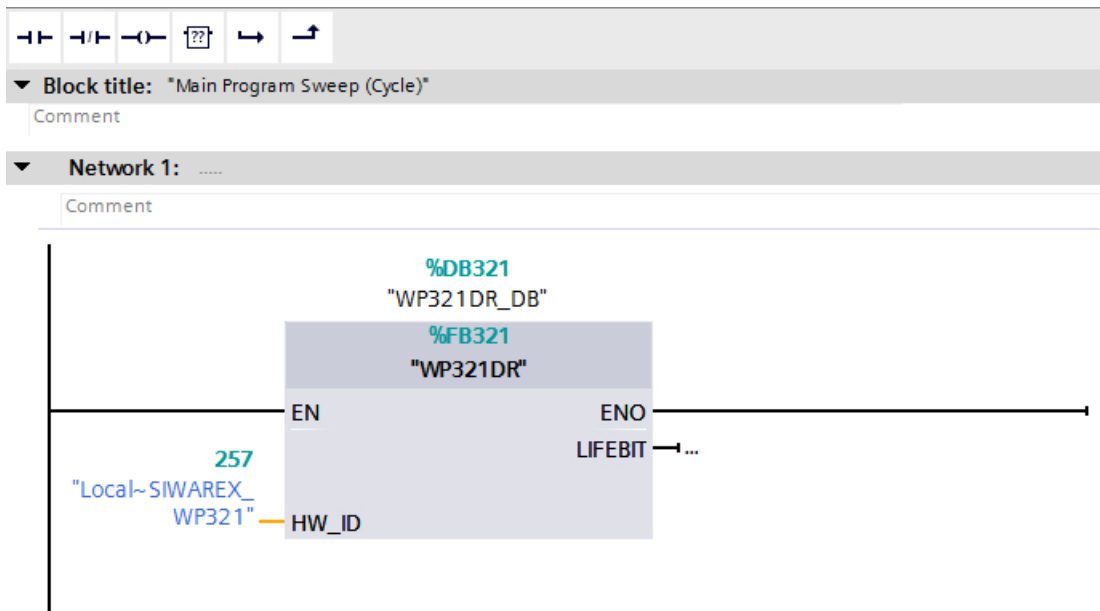 ??
Block title: "Main Program Sweep (Cycle)"
Comment
Network 1: .....
Comment
%DB321
"WP321DR_DB"
%FB321
"WP321DR"
EN ENO
LIFEBIT ...
257
"Local~SIWAREX_
WP321"
HW_ID